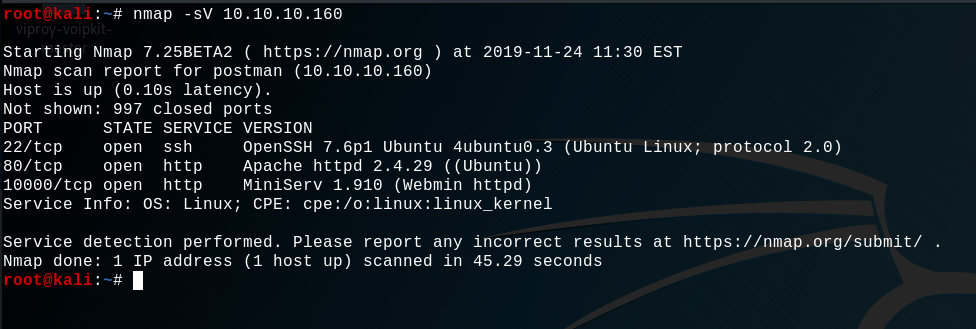 root@kali:~# nmap -sV 10.10.10.160
viproy-voipkit-
Starting Nmap 7.25BETA2 ( https://nmap.org ) at 2019-11-24 11:30 EST
Nmap scan report for postman (10.10.10.160)
Host is up (0.10s latency).
Not shown: 997 closed ports
PORT      STATE SERVICE VERSION
22/tcp    open  ssh     OpenSSH 7.6p1 Ubuntu 4ubuntu0.3 (Ubuntu Linux; protocol 2.0)
80/tcp    open  http    Apache httpd 2.4.29 ((Ubuntu))
10000/tcp open  http    MiniServ 1.910 (Webmin httpd)
Service Info: OS: Linux; CPE: cpe:/o:linux:linux_kernel
Service detection performed. Please report any incorrect results at https://nmap.org/submit/ .
Nmap done: 1 IP address (1 host up) scanned in 45.29 seconds
root@kali:~#